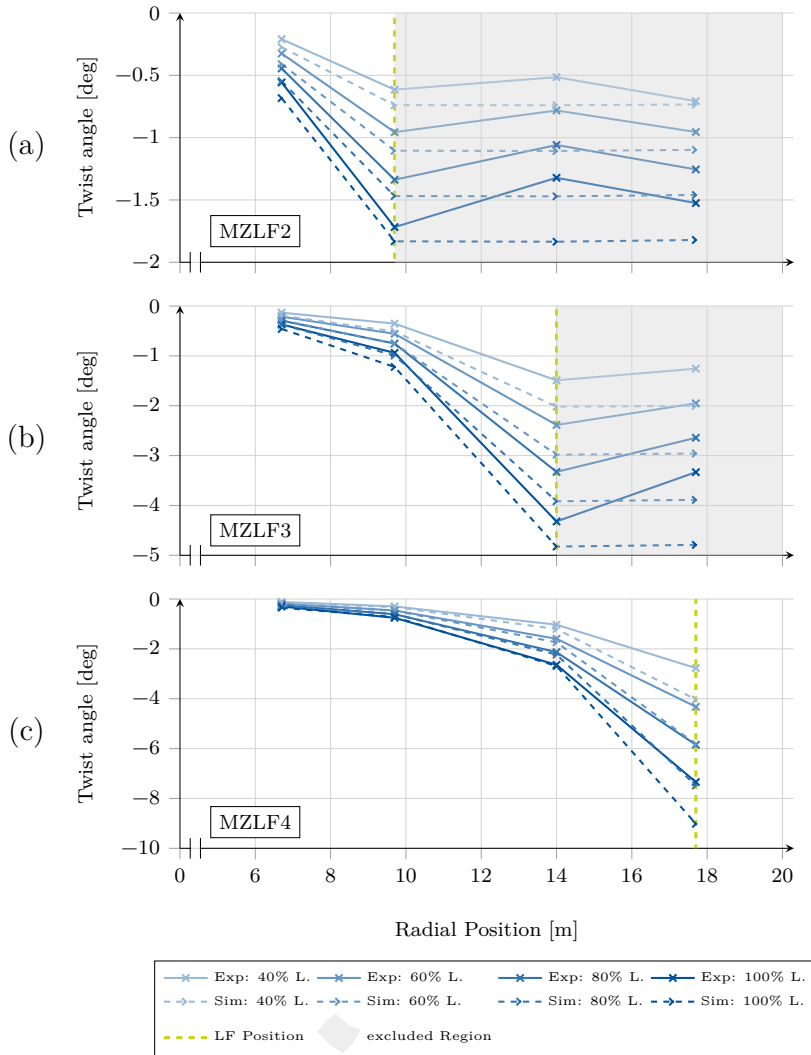 0
−0.5
−1
−1.5
−2
Twist angle [deg]
(a)
MZLF2
0
−1
−2
−3
−4
−5
Twist angle [deg]
(b)
MZLF3
0
−2
−4
−6
−8
−10
Twist angle [deg]
(c)
MZLF4
0 6 8 10 12 14 16 18 20
Radial Position [m]
Exp: 40% L. Exp: 60% L. Exp: 80% L. Exp: 100% L.
Sim: 40% L. Sim: 60% L. Sim: 80% L. Sim: 100% L.
LF Position excluded Region